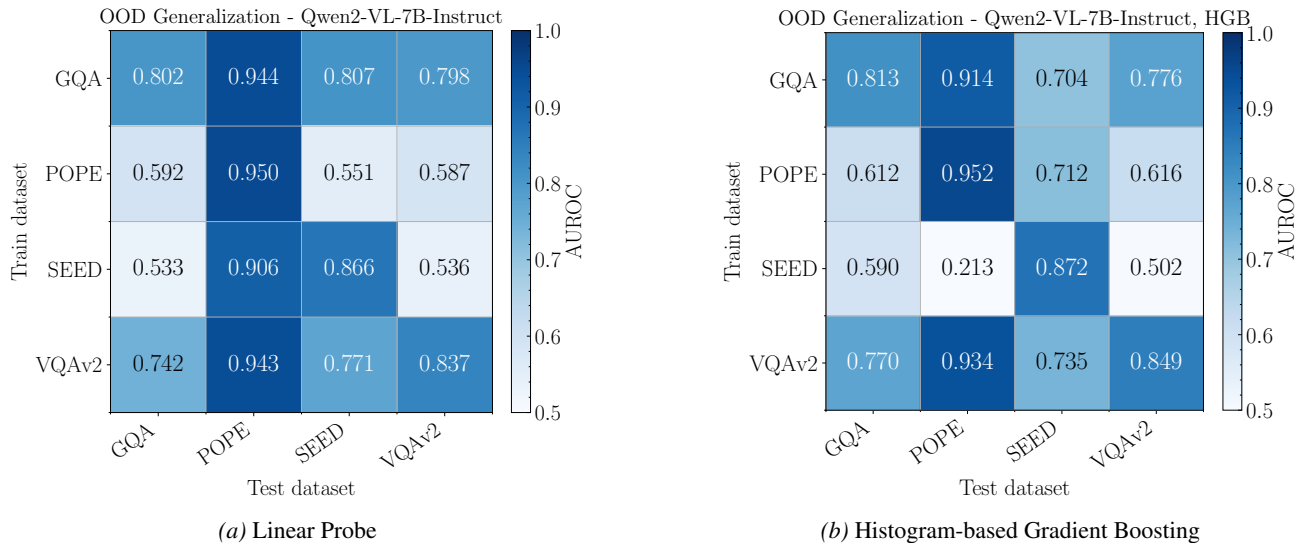 OOD Generalization - Qwen2-VL-7B-Instruct
GQA 0.802 0.944 0.807 0.798
POPE 0.592 0.950 0.551 0.587
SEED 0.533 0.906 0.866 0.536
VQAv2 0.742 0.943 0.771 0.837
Train dataset
GQA POPE SEED VQAv2
Test dataset
1.0
0.9
0.8
0.7
0.6
0.5
AUROC
(a) Linear Probe
OOD Generalization - Qwen2-VL-7B-Instruct, HGB
GQA 0.813 0.914 0.704 0.776
POPE 0.612 0.952 0.712 0.616
SEED 0.590 0.213 0.872 0.502
VQAv2 0.770 0.934 0.735 0.849
Train dataset
GQA POPE SEED VQAv2
Test dataset
1.0
0.9
0.8
0.7
0.6
0.5
AUROC
(b) Histogram-based Gradient Boosting